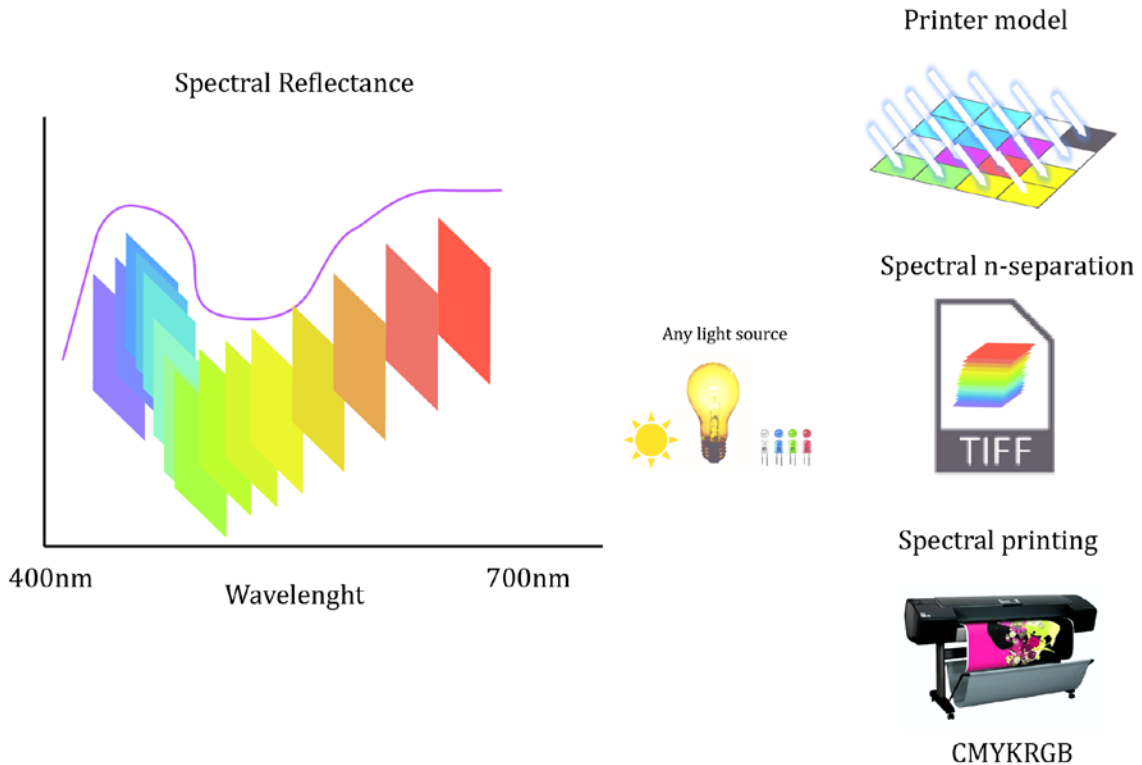 Printer model
Spectral Reflectance
Spectral n-separation
Any light source
TIFF
Spectral printing
400nm
700nm
Wavelenght
CMYKRGB